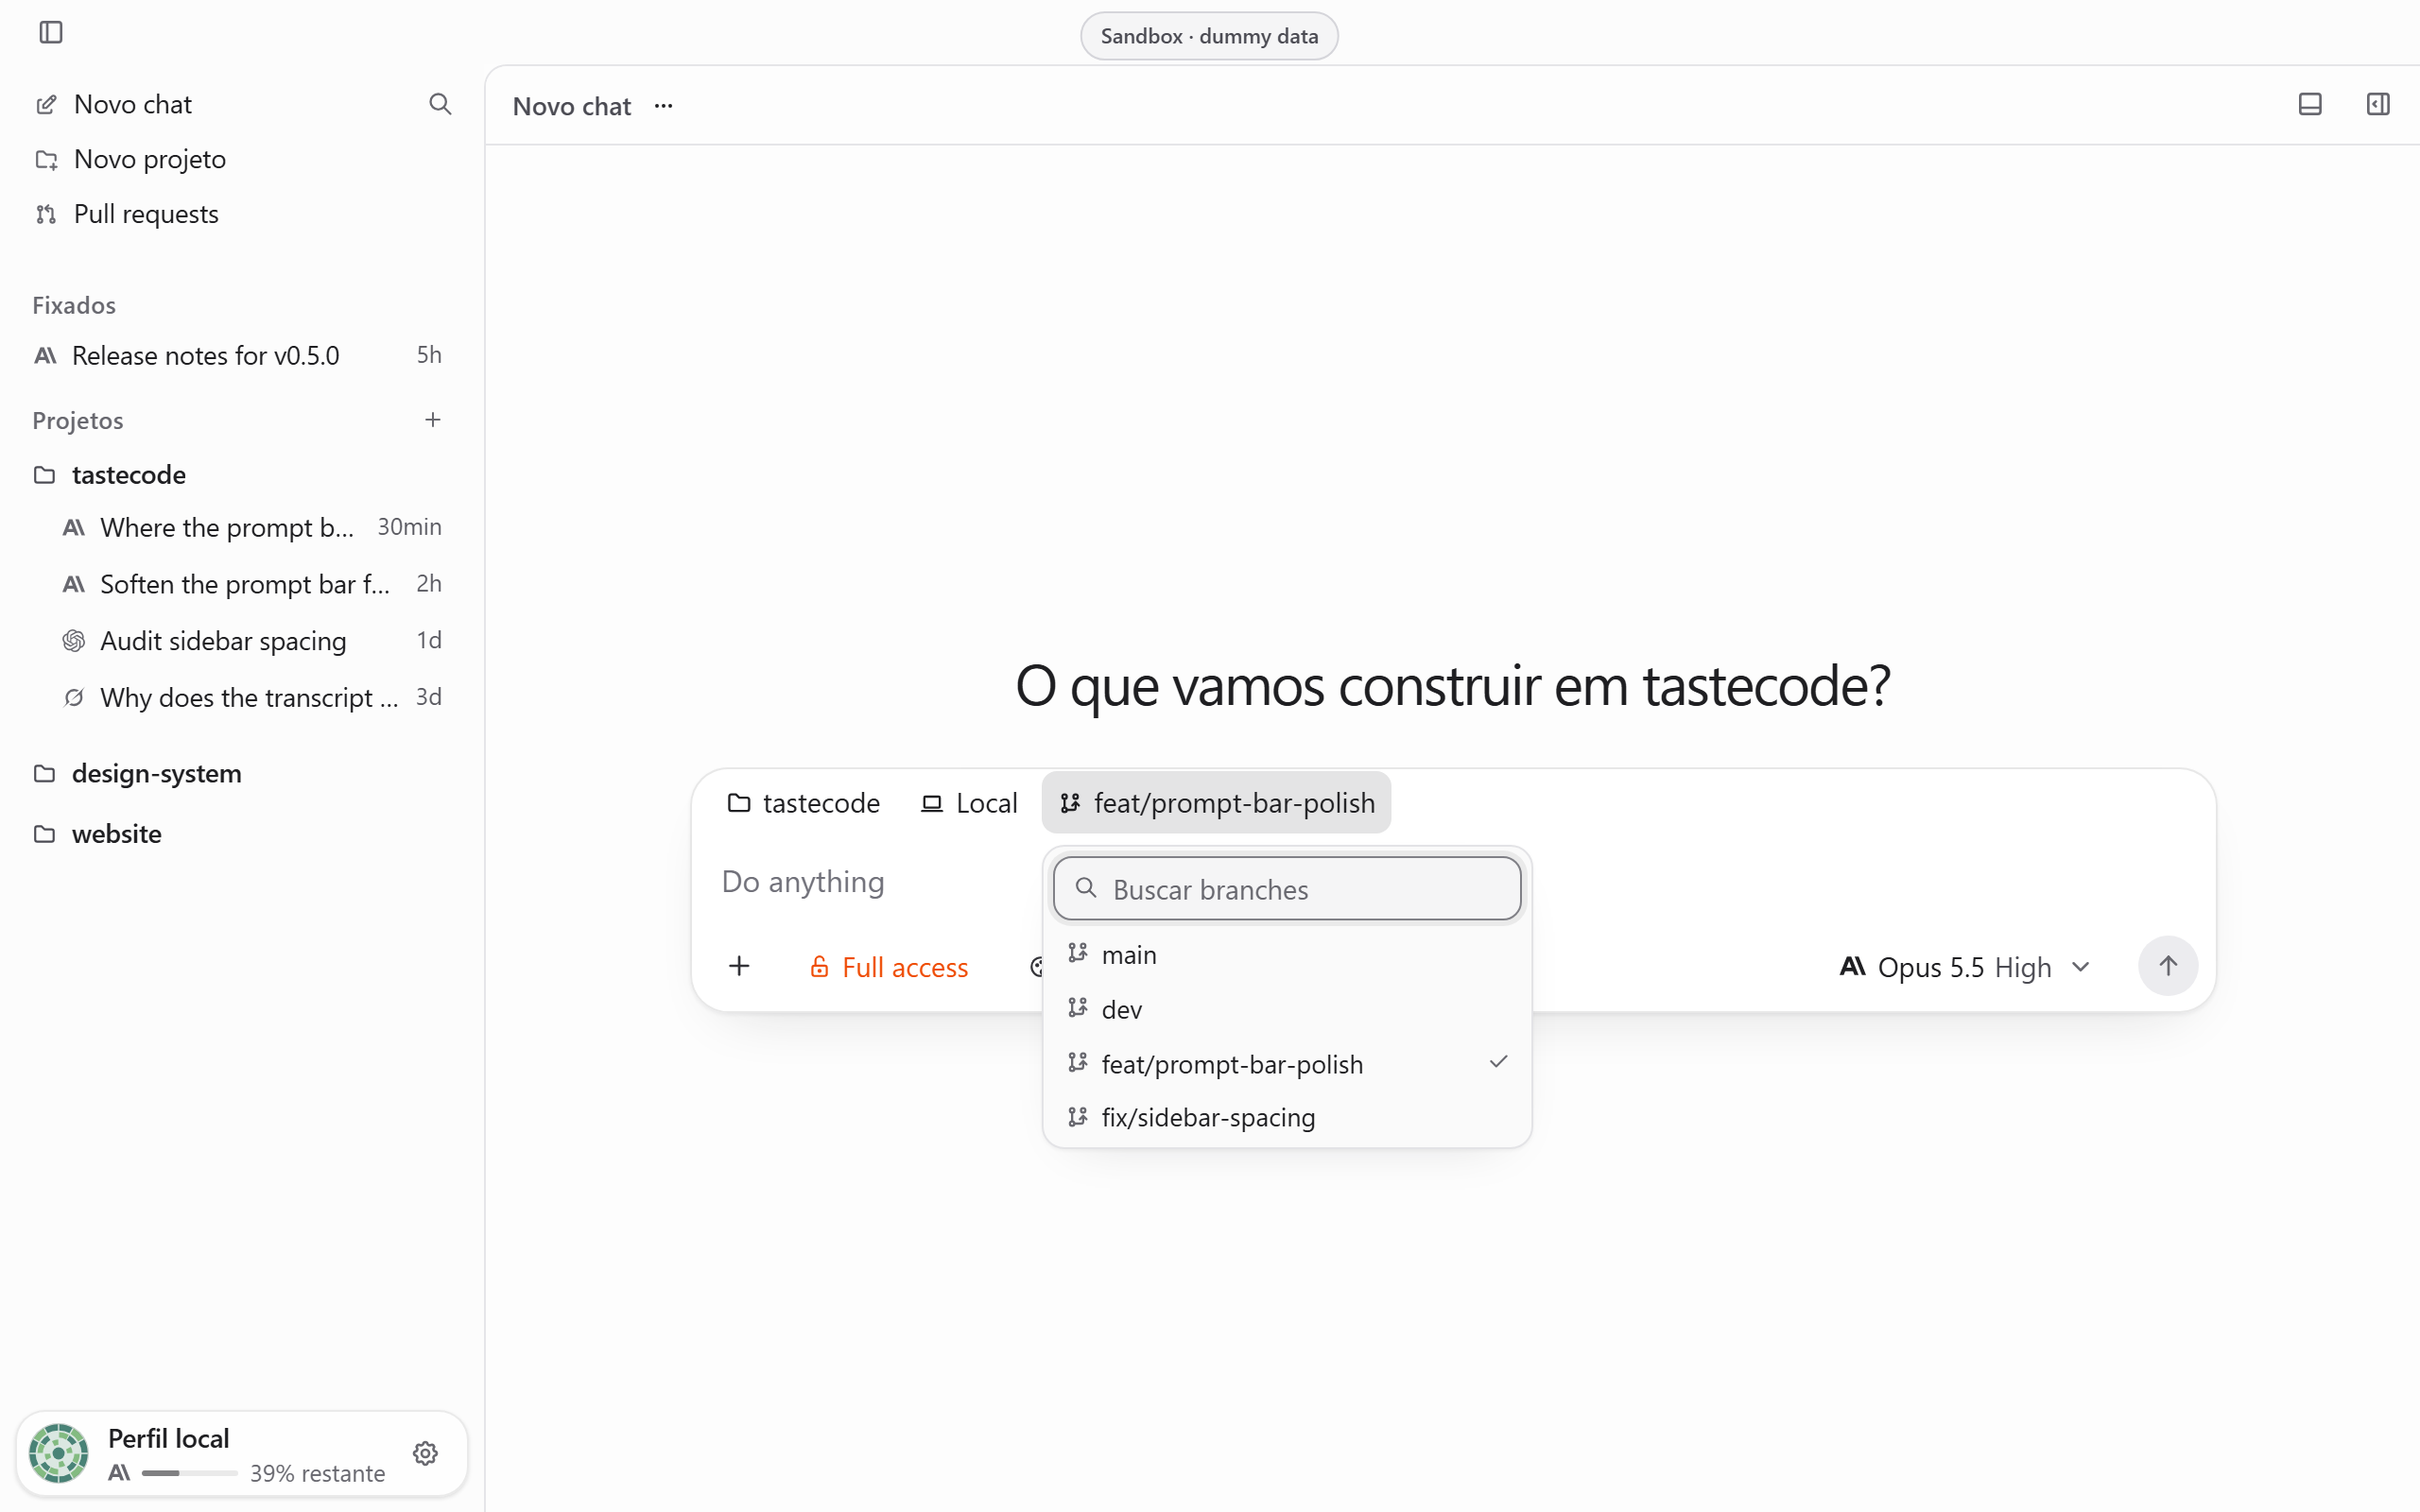 Sandbox · dummy data
Novo chat
Novo projeto
Pull requests
Fixados
Release notes for v0.5.0 5h
Projetos
tastecode
Where the prompt b... 30min
Soften the prompt bar f... 2h
Audit sidebar spacing 1d
Why does the transcript ... 3d
design-system
website
Perfil local
39% restante
Novo chat
O que vamos construir em tastecode?
tastecode Local feat/prompt-bar-polish
Do anything
Full access
Opus 5.5 High
Buscar branches
main
dev
feat/prompt-bar-polish
fix/sidebar-spacing